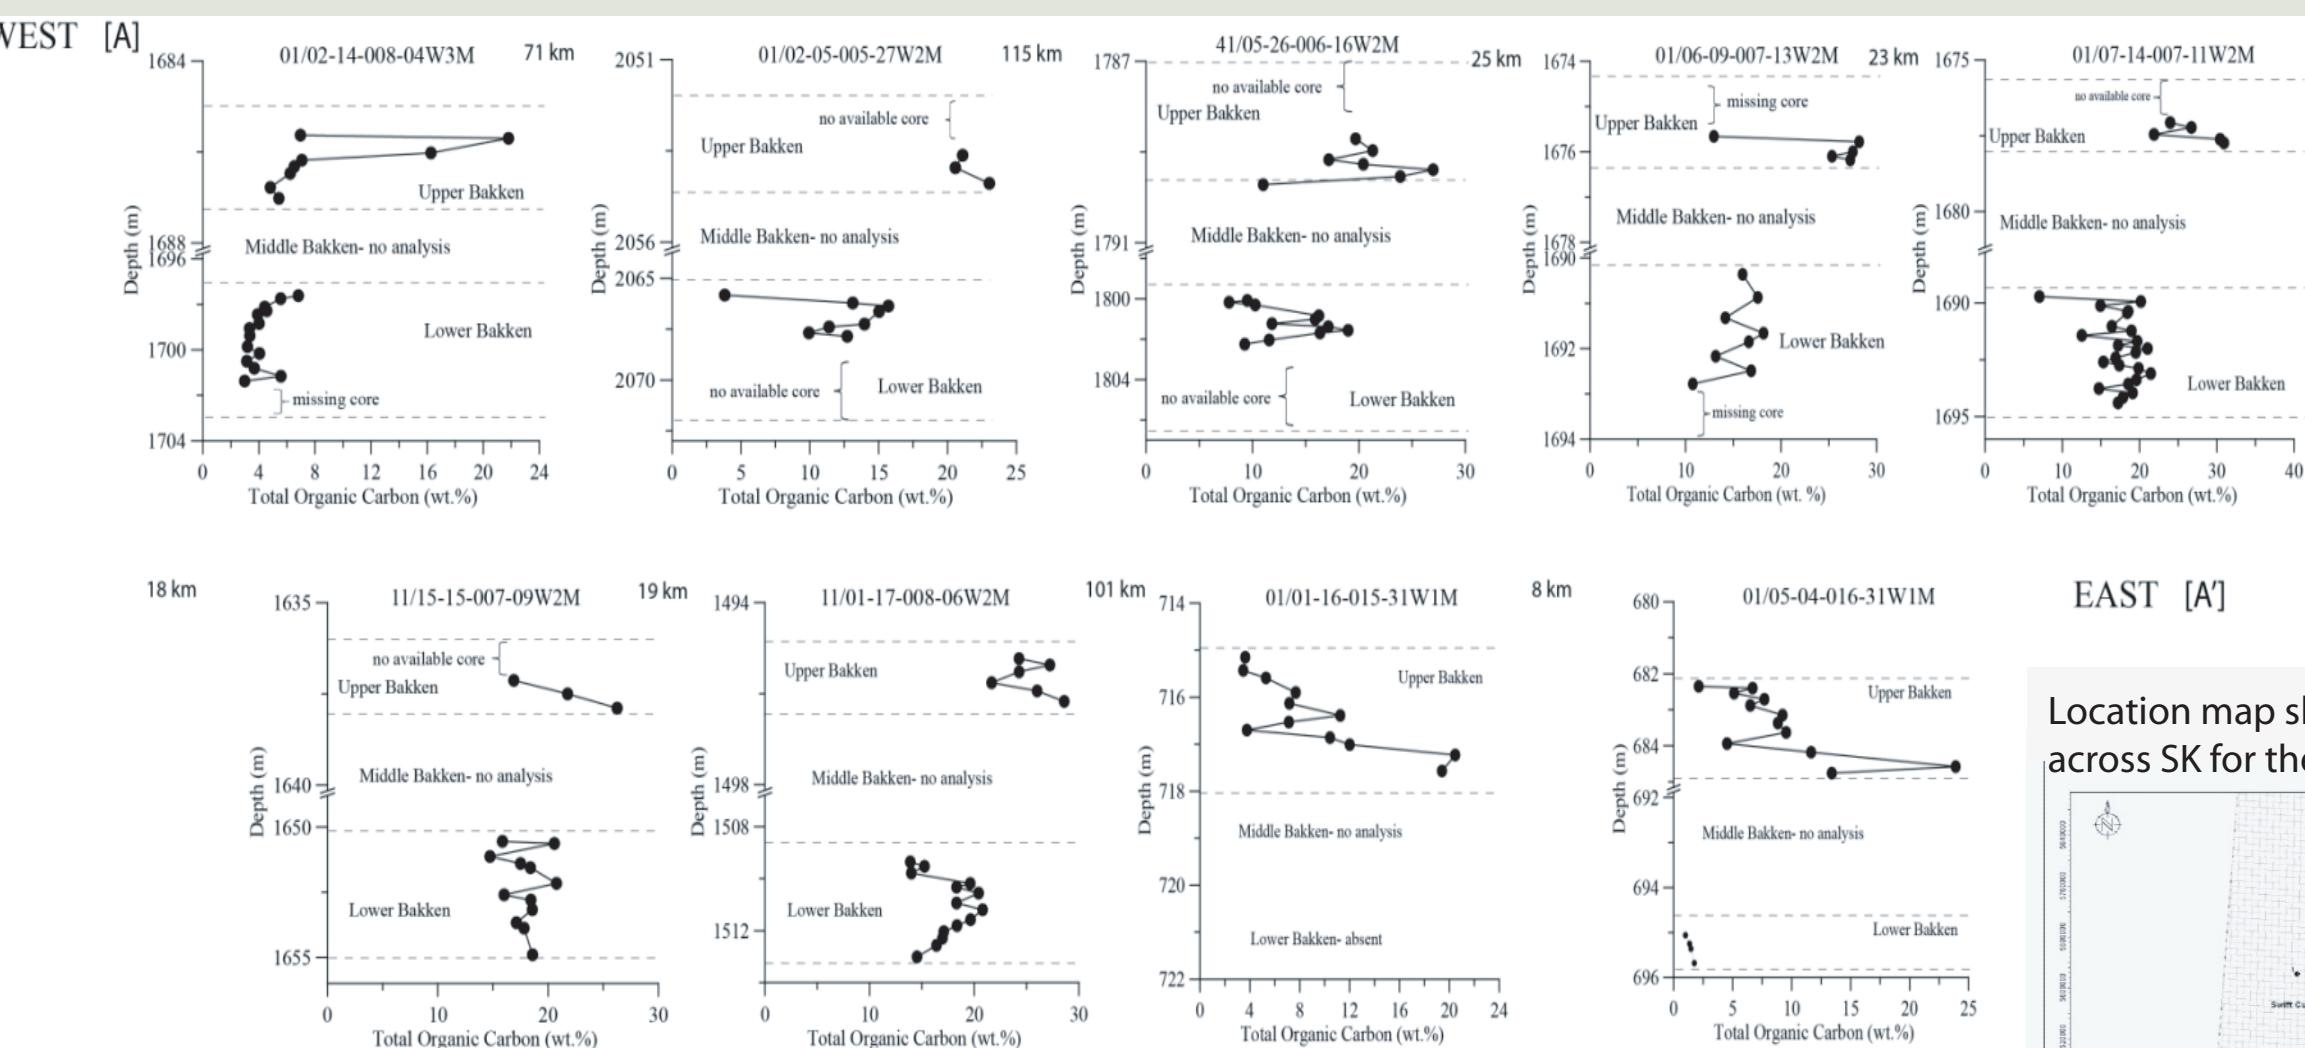 WEST [A]
01/02-14-008-04W3M
71 km
1684
Upper Bakken
1688
Middle Bakken- no analysis
1696
Depth (m)
Lower Bakken
1700
missing core
1704
0 4 8 12 16 20 24
Total Organic Carbon (wt.%)
01/02-05-005-27W2M
115 km
2051
no available core
Upper Bakken
2056
Middle Bakken- no analysis
Depth (m)
2065
2070
no available core
Lower Bakken
0 5 10 15 20 25
Total Organic Carbon (wt.%)
41/05-26-006-16W2M
25 km
1787
no available core
Upper Bakken
1791
Middle Bakken- no analysis
Depth (m)
1800
1804
no available core
Lower Bakken
0 10 20 30
Total Organic Carbon (wt.%)
01/06-09-007-13W2M
23 km
1674
missing core
Upper Bakken
1676
Middle Bakken- no analysis
1678
Depth (m)
1690
Lower Bakken
1692
missing core
1694
0 10 20 30
Total Organic Carbon (wt. %)
01/07-14-007-11W2M
1675
no available core
Upper Bakken
1680
Middle Bakken- no analysis
Depth (m)
1690
Lower Bakken
1695
0 10 20 30 40
Total Organic Carbon (wt.%)
18 km
11/15-15-007-09W2M
19 km
1635
no available core
Upper Bakken
Middle Bakken- no analysis
1640
Depth (m)
1650
Lower Bakken
1655
0 10 20 30
Total Organic Carbon (wt.%)
11/01-17-008-06W2M
101 km
1494
Upper Bakken
Middle Bakken- no analysis
1498
Depth (m)
1508
Lower Bakken
1512
0 10 20 30
Total Organic Carbon (wt.%)
01/01-16-015-31W1M
8 km
714
Upper Bakken
716
718
Depth (m)
Middle Bakken- no analysis
720
Lower Bakken- absent
722
0 4 8 12 16 20 24
Total Organic Carbon (wt.%)
01/05-04-016-31W1M
680
682
Upper Bakken
684
Depth (m)
692
Middle Bakken- no analysis
694
Lower Bakken
696
0 5 10 15 20 25
Total Organic Carbon (wt.%)
EAST [A']
Location map
across SK for the
N